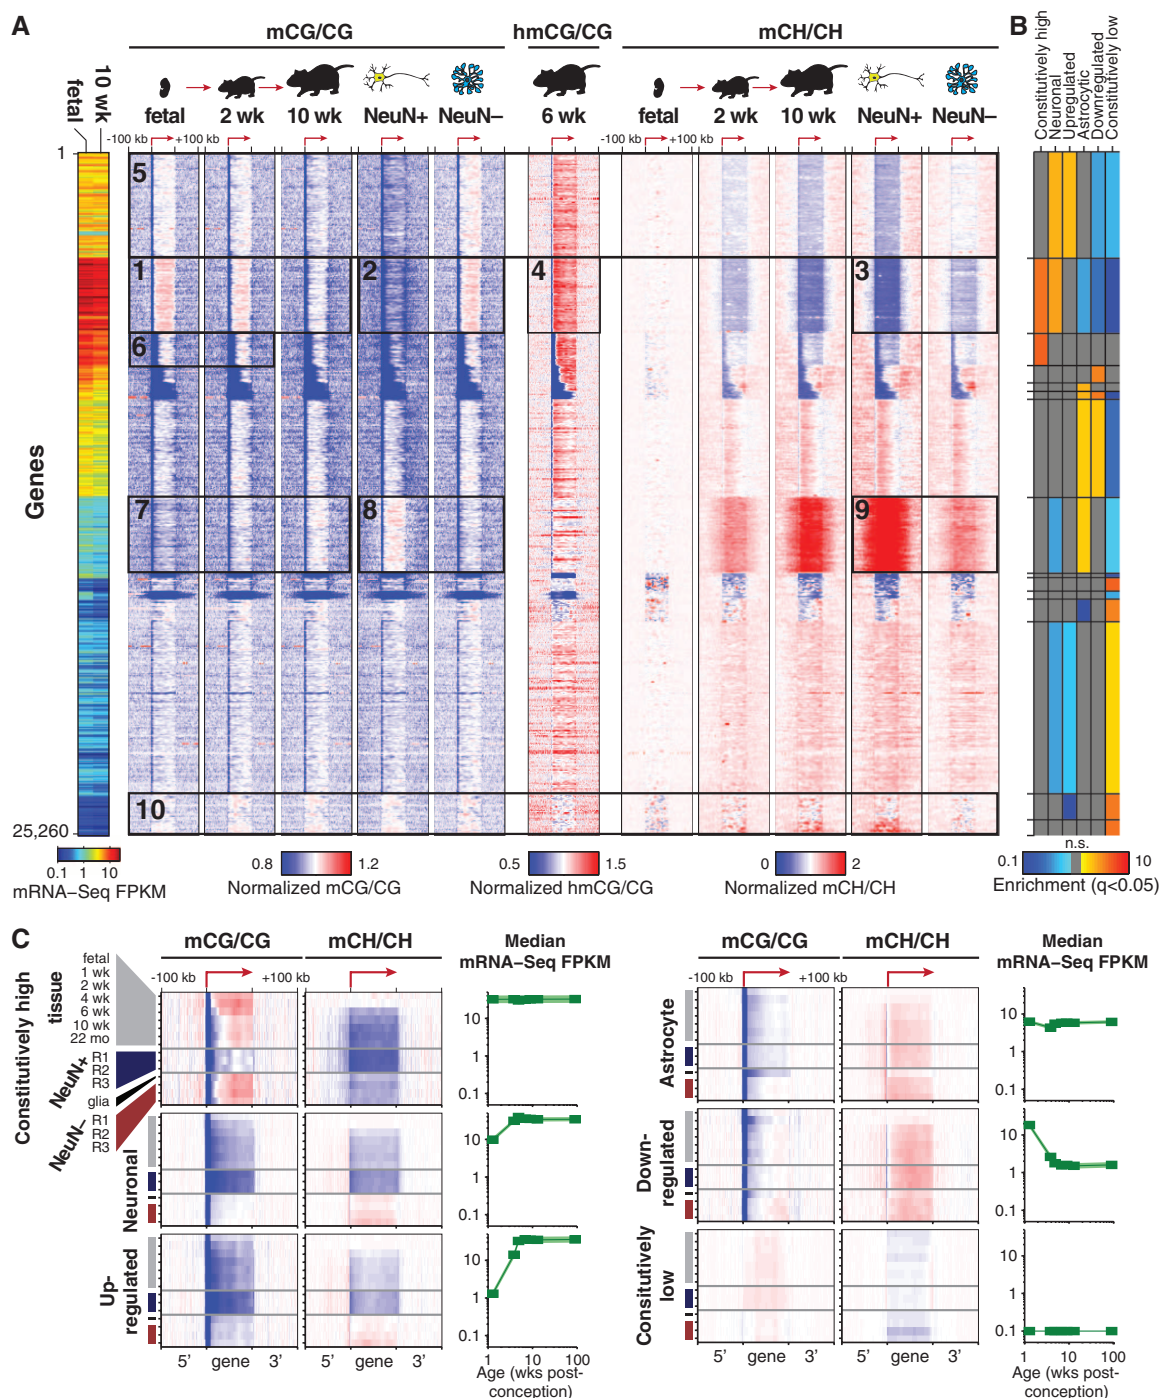 A
mCG/CG
hmCG/CG
mCH/CH
B
fetal
10 wk
fetal
2 wk
10 wk
NeuN+
NeuN–
6 wk
fetal
2 wk
10 wk
NeuN+
NeuN–
-100 kb
+100 kb
-100 kb
+100 kb
Constitutively high
Neuronal
Upregulated
Astrocytic
Downregulated
Constitutively low
1
Genes
25,260
5
1
2
4
3
6
7
8
9
10
0.1
1
10
mRNA–Seq FPKM
0.8
1.2
Normalized mCG/CG
0.5
1.5
Normalized hmCG/CG
0
2
Normalized mCH/CH
n.s.
0.1
10
Enrichment (q<0.05)
C
mCG/CG
mCH/CH
Median
mRNA–Seq FPKM
mCG/CG
mCH/CH
Median
mRNA–Seq FPKM
-100 kb
+100 kb
-100 kb
+100 kb
Constitutively high
tissue
fetal
1 wk
2 wk
4 wk
6 wk
10 wk
22 mo
NeuN+
R1
R2
R3
glia
NeuN–
R1
R2
R3
10
1
0.1
Neuronal
10
1
0.1
Up-
regulated
10
1
0.1
5'
gene
3'
5'
gene
3'
1
10
100
Age (wks post-
conception)
Astrocyte
10
1
0.1
Down-
regulated
10
1
0.1
Consitutively
low
10
1
0.1
5'
gene
3'
5'
gene
3'
1
10
100
Age (wks post-
conception)